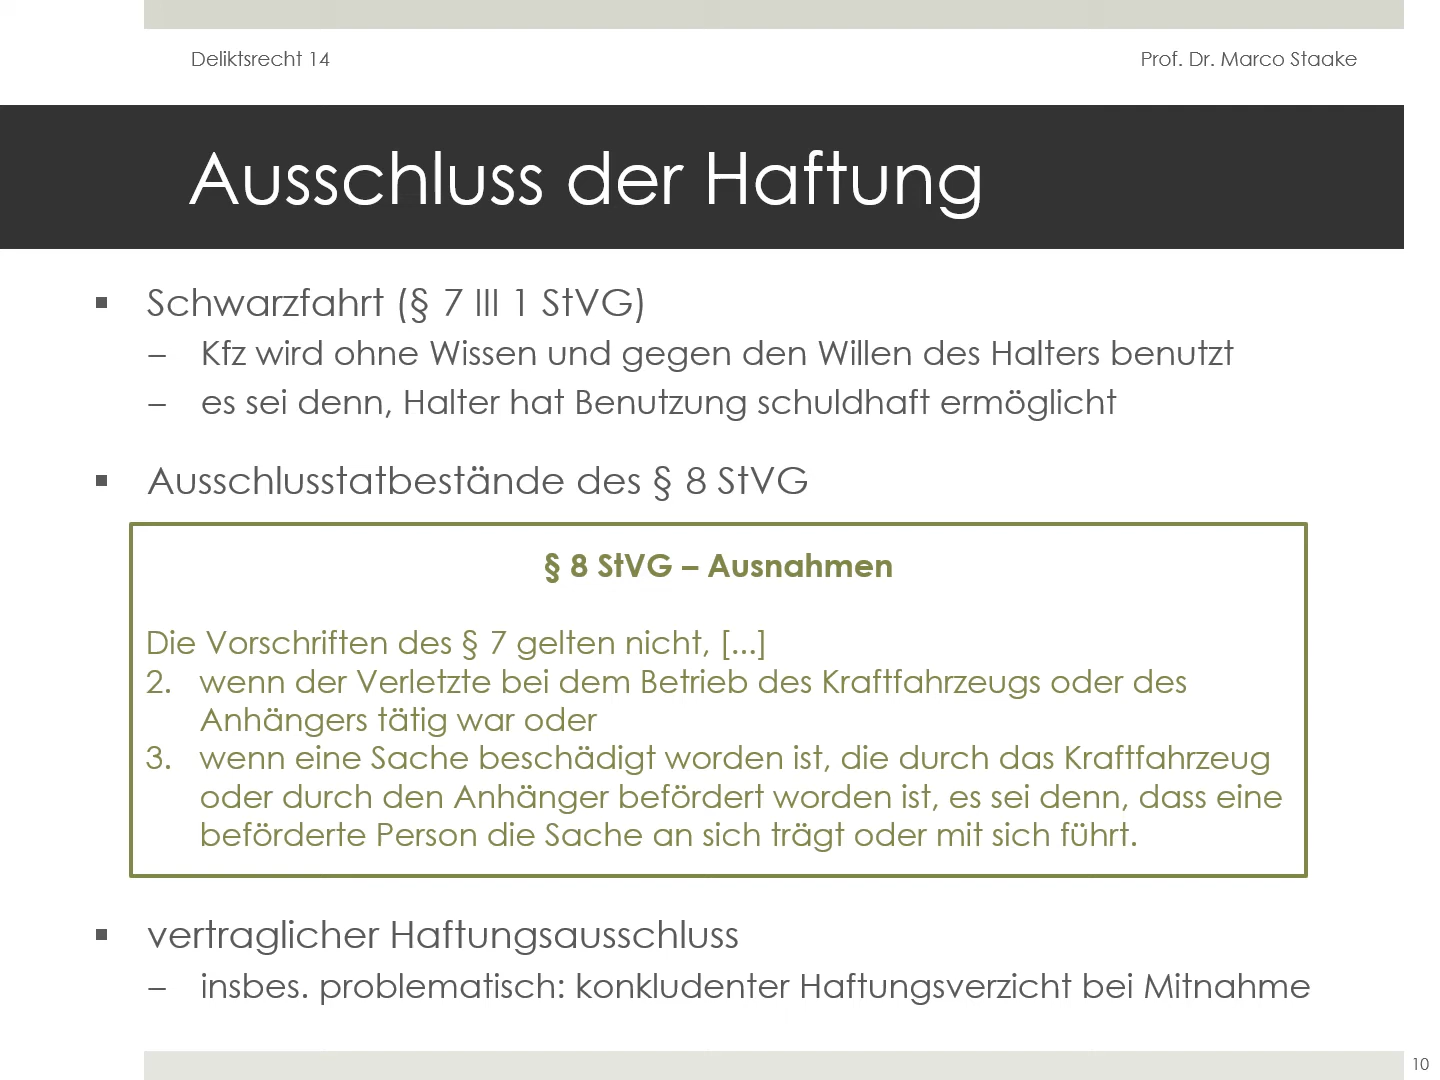 Deliktsrecht 14
Prof. Dr. Marco Staake
Ausschluss der Haftung
▪ Schwarzfahrt (§ 7 III 1 StVG)
– Kfz wird ohne Wissen und gegen den Willen des Halters benutzt
– es sei denn, Halter hat Benutzung schuldhaft ermöglicht
▪ Ausschlusstatbestände des § 8 StVG
§ 8 StVG – Ausnahmen
Die Vorschriften des § 7 gelten nicht, [...]
2. wenn der Verletzte bei dem Betrieb des Kraftfahrzeugs oder des
Anhängers tätig war oder
3. wenn eine Sache beschädigt worden ist, die durch das Kraftfahrzeug
oder durch den Anhänger befördert worden ist, es sei denn, dass eine
beförderte Person die Sache an sich trägt oder mit sich führt.
▪ vertraglicher Haftungsausschluss
– insbes. problematisch: konkludenter Haftungsverzicht bei Mitnahme
10